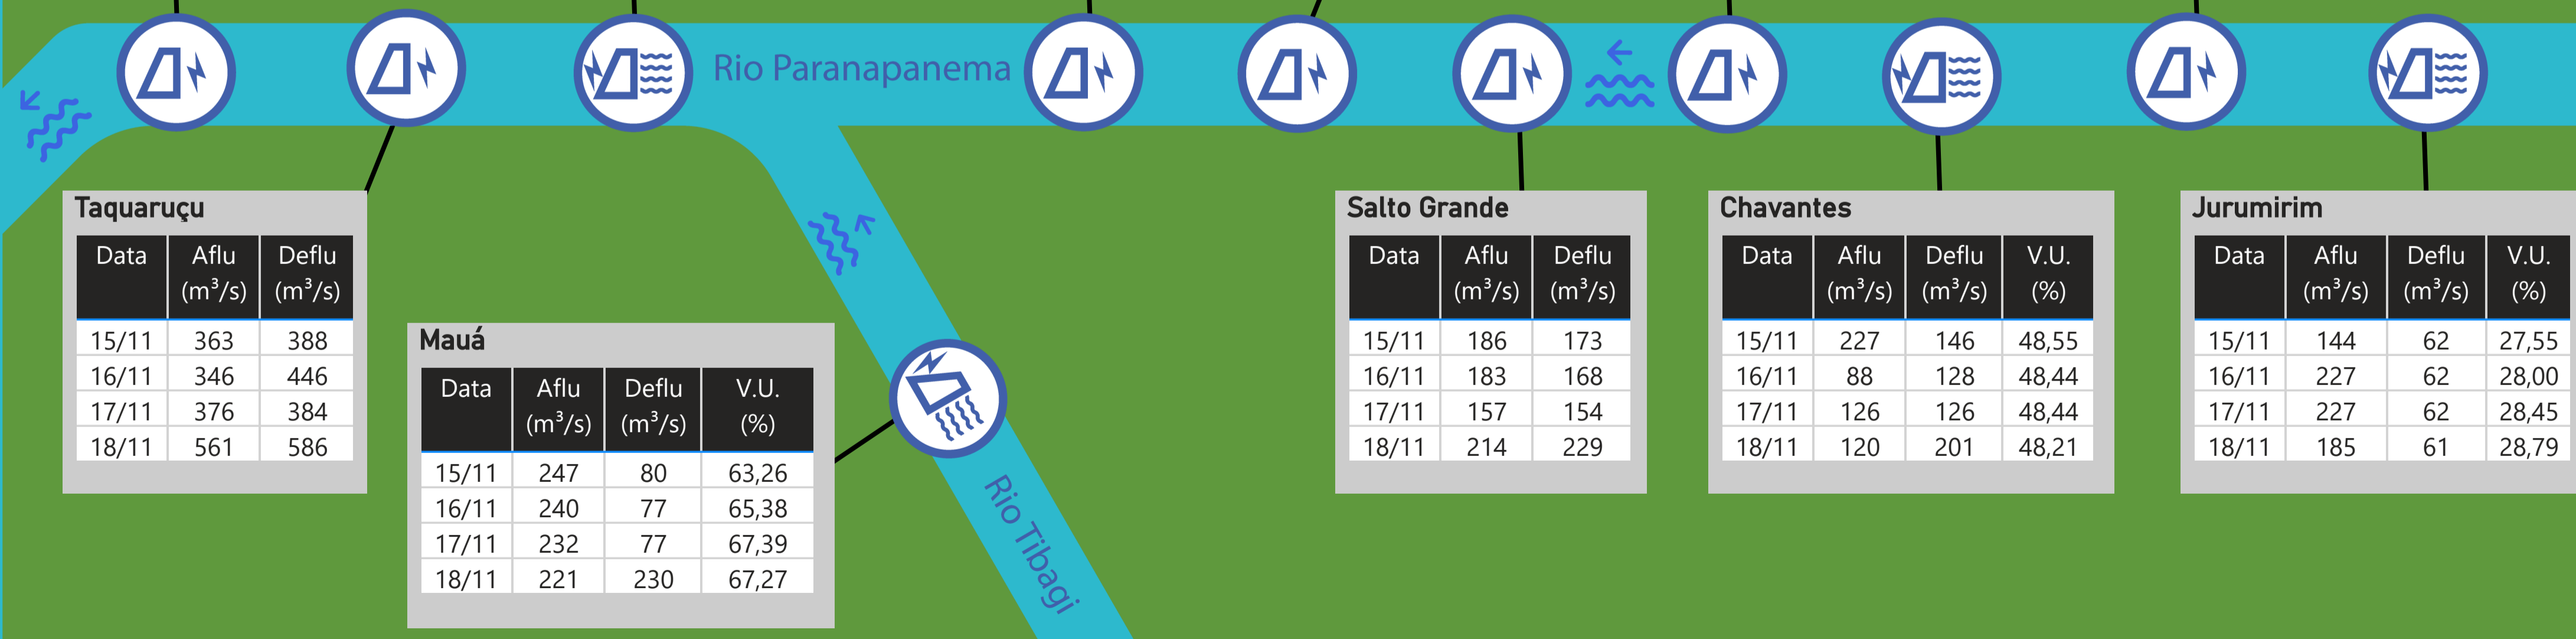 Rio Paranapanema
Taquaruçu
Data Aflu (m³/s) Deflu (m³/s)
15/11 363 388
16/11 346 446
17/11 376 384
18/11 561 586
Mauá
Data Aflu (m³/s) Deflu (m³/s) V.U. (%)
15/11 247 80 63,26
16/11 240 77 65,38
17/11 232 77 67,39
18/11 221 230 67,27
Rio Tibagi
Salto Grande
Data Aflu (m³/s) Deflu (m³/s)
15/11 186 173
16/11 183 168
17/11 157 154
18/11 214 229
Chavantes
Data Aflu (m³/s) Deflu (m³/s) V.U. (%)
15/11 227 146 48,55
16/11 88 128 48,44
17/11 126 126 48,44
18/11 120 201 48,21
Jurumirim
Data Aflu (m³/s) Deflu (m³/s) V.U. (%)
15/11 144 62 27,55
16/11 227 62 28,00
17/11 227 62 28,45
18/11 185 61 28,79